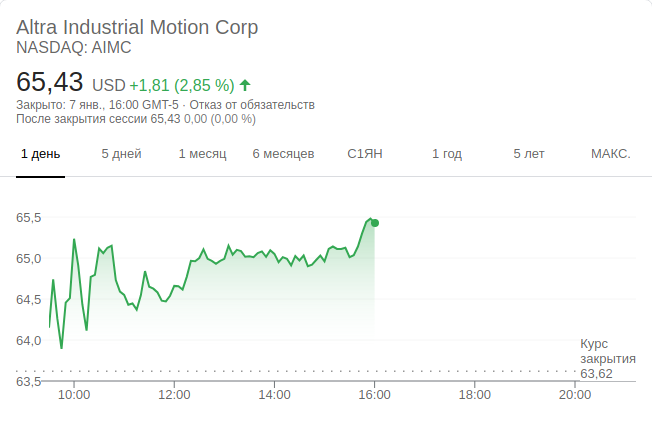 Altra Industrial Motion Corp
NASDAQ: AIMC
65,43 USD +1,81 (2,85 %)
Закрыто: 7 янв., 16:00 GMT-5 · Отказ от обязательств
После закрытия сессии 65,43 0,00 (0,00 %)
1 день 5 дней 1 месяц 6 месяцев С1ЯН 1 год 5 лет МАКС.
65,5
65,0
64,5
64,0
Курс
закрытия
63,62
63,5
10:00 12:00 14:00 16:00 18:00 20:00